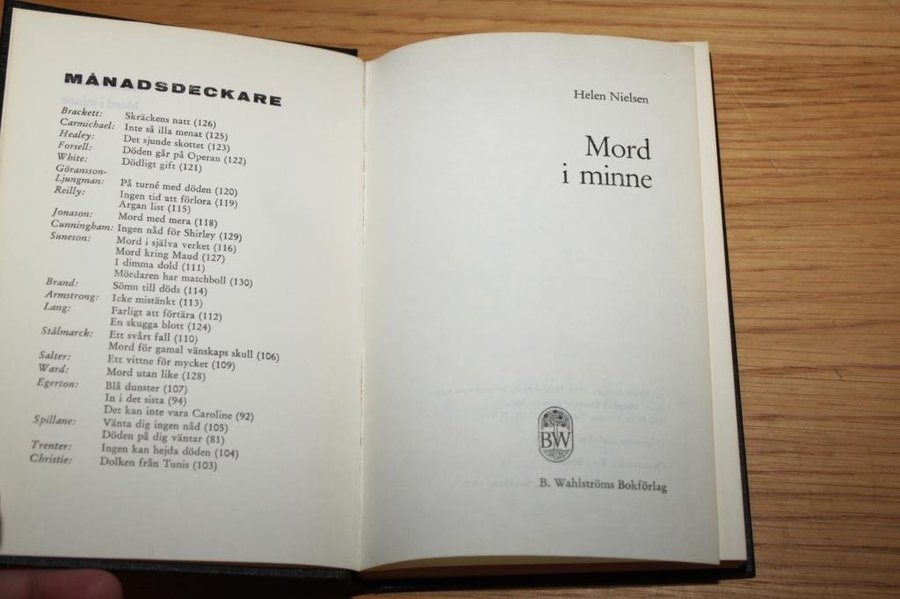 MÅNADSDECKARE
Brackett: Skräckens natt (126)
Carmichael: Inte så illa menat (125)
Healey: Det sjunde skottet (123)
Forsell: Döden går på Operan (122)
White: Dödligt gift (121)
Göransson-
Ljungman: På turné med döden (120)
Reilly: Ingen tid att förlora (119)
Argan list (115)
Jonason: Mord med mera (118)
Cunningham: Ingen nåd för Shirley (129)
Suneson: Mord i själva verket (116)
Mord kring Maud (127)
I dimma dold (111)
Mördaren har matchboll (130)
Brand: Sömn till döds (114)
Armstrong: Icke misstänkt (113)
Lang: Farligt att förtära (112)
En skugga blott (124)
Stålmarck: Ett svårt fall (110)
Mord för gamal vänskaps skull (106)
Salter: Ett vittne för mycket (109)
Ward: Mord utan like (128)
Egerton: Blå dunster (107)
In i det sista (94)
Det kan inte vara Caroline (92)
Spillane: Vänta dig ingen nåd (105)
Döden på dig väntar (81)
Trenter: Ingen kan hejda döden (104)
Christie: Dolken från Tunis (103)
Helen Nielsen
Mord
i minne
BW
B. Wahlströms Bokförlag